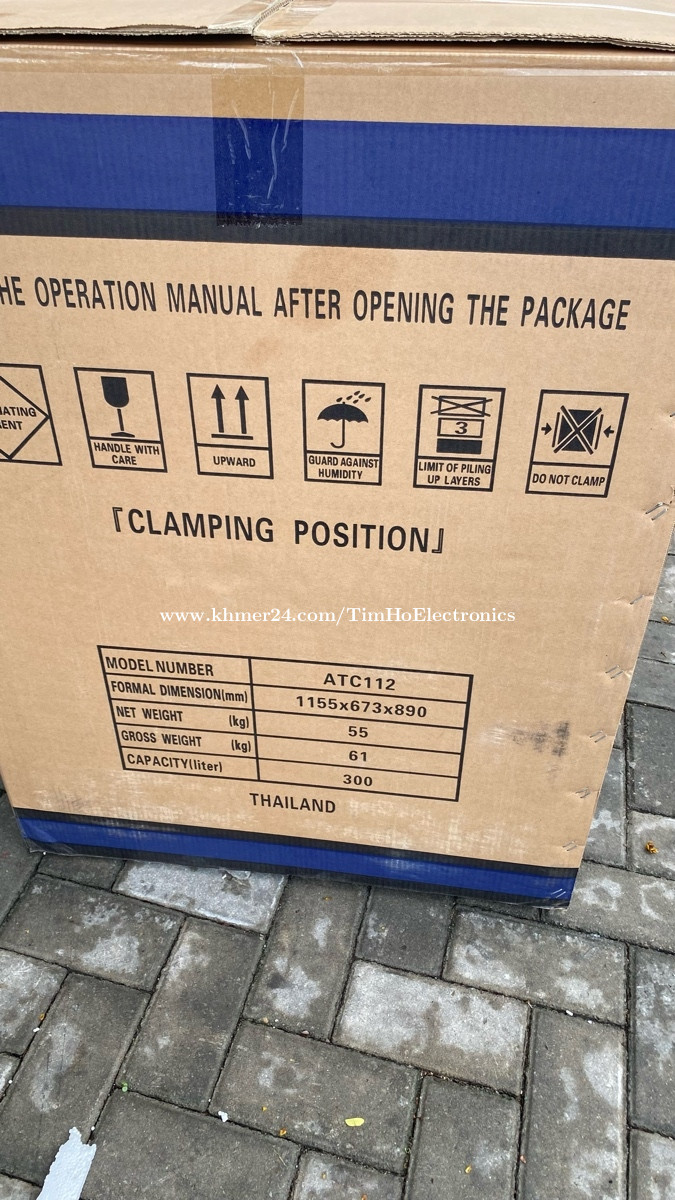 HE OPERATION MANUAL AFTER OPENING THE PACKAGE
HANDLE WITH
CARE
UPWARD
GUARD AGAINST
HUMIDITY
3
LIMIT OF PILING
UP LAYERS
DO NOT CLAMP
『CLAMPING POSITION』
www.khmer24.com/TimHoElectronics
MODEL NUMBER ATC112
FORMAL DIMENSION(mm) 1155x673x890
NET WEIGHT (kg) 55
GROSS WEIGHT (kg) 61
CAPACITY(liter) 300
THAILAND